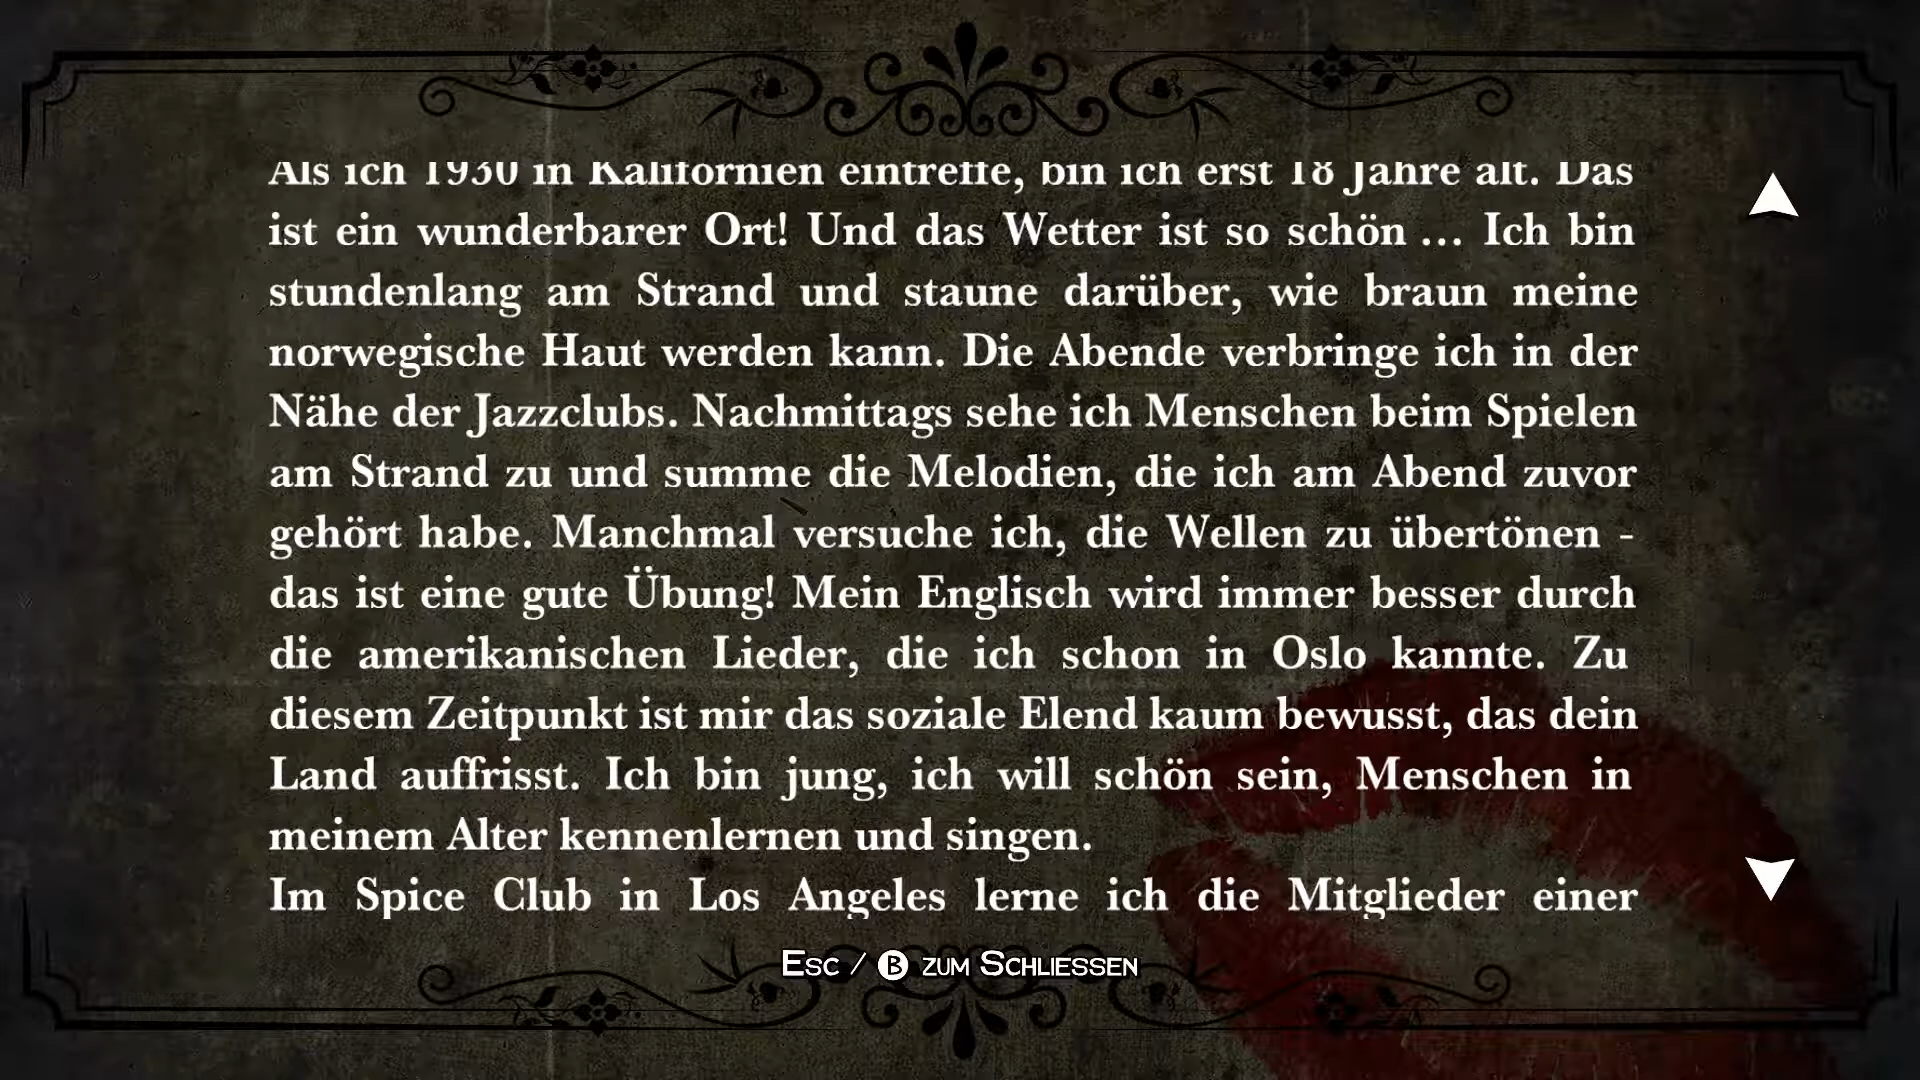 Als ich 1930 in Kalifornien eintreffe, bin ich erst 18 Jahre alt. Das
ist ein wunderbarer Ort! Und das Wetter ist so schön ... Ich bin
stundenlang am Strand und staune darüber, wie braun meine
norwegische Haut werden kann. Die Abende verbringe ich in der
Nähe der Jazzclubs. Nachmittags sehe ich Menschen beim Spielen
am Strand zu und summe die Melodien, die ich am Abend zuvor
gehört habe. Manchmal versuche ich, die Wellen zu übertönen -
das ist eine gute Übung! Mein Englisch wird immer besser durch
die amerikanischen Lieder, die ich schon in Oslo kannte. Zu
diesem Zeitpunkt ist mir das soziale Elend kaum bewusst, das dein
Land auffrisst. Ich bin jung, ich will schön sein, Menschen in
meinem Alter kennenlernen und singen.
Im Spice Club in Los Angeles lerne ich die Mitglieder einer
Esc / B zum Schliessen